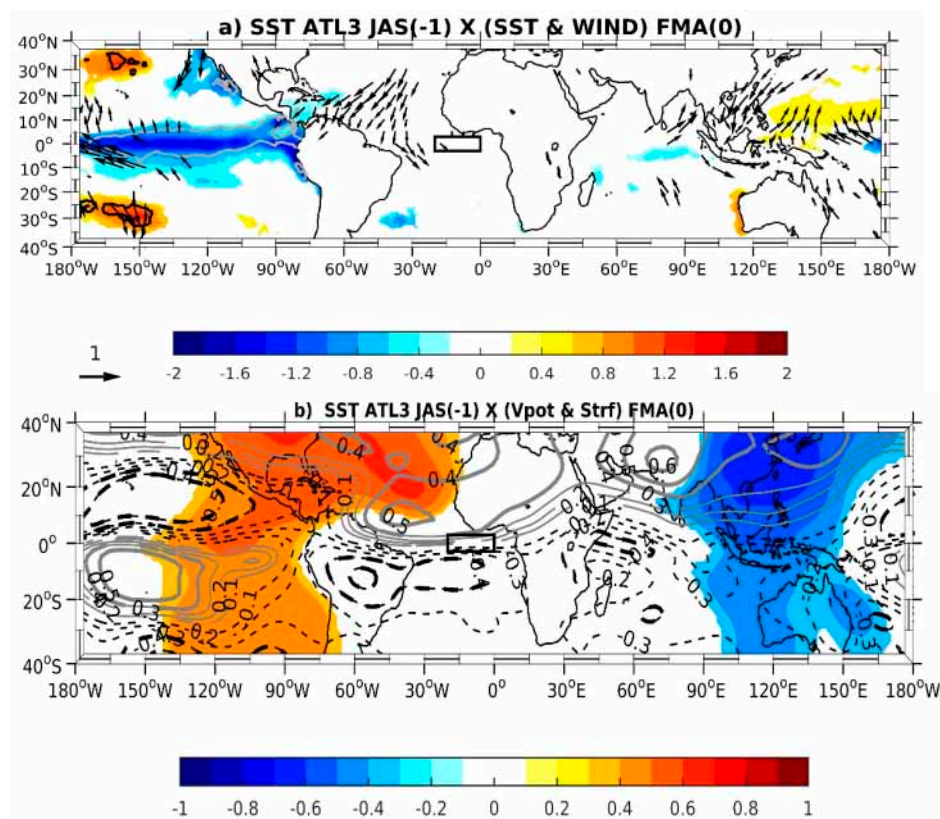 a) SST ATL3 JAS(-1) X (SST & WIND) FMA(0)
40°N
30°N
20°N
10°N
0°
10°S
20°S
30°S
40°S
180°W 150°W 120°W 90°W 60°W 30°W 0° 30°E 60°E 90°E 120°E 150°E 180°W
1
-2 -1.6 -1.2 -0.8 -0.4 0 0.4 0.8 1.2 1.6 2
b) SST ATL3 JAS(-1) X (Vpot & Strf) FMA(0)
40°N
20°N
0°
20°S
40°S
0.4
0.4
0.4
0.6
0.5
0.1
0.3
0.2
0.1
0.2
-0.3
0.3
0.2
180°W 150°W 120°W 90°W 60°W 30°W 0° 30°E 60°E 90°E 120°E 150°E 180°W
-1 -0.8 -0.6 -0.4 -0.2 0 0.2 0.4 0.6 0.8 1